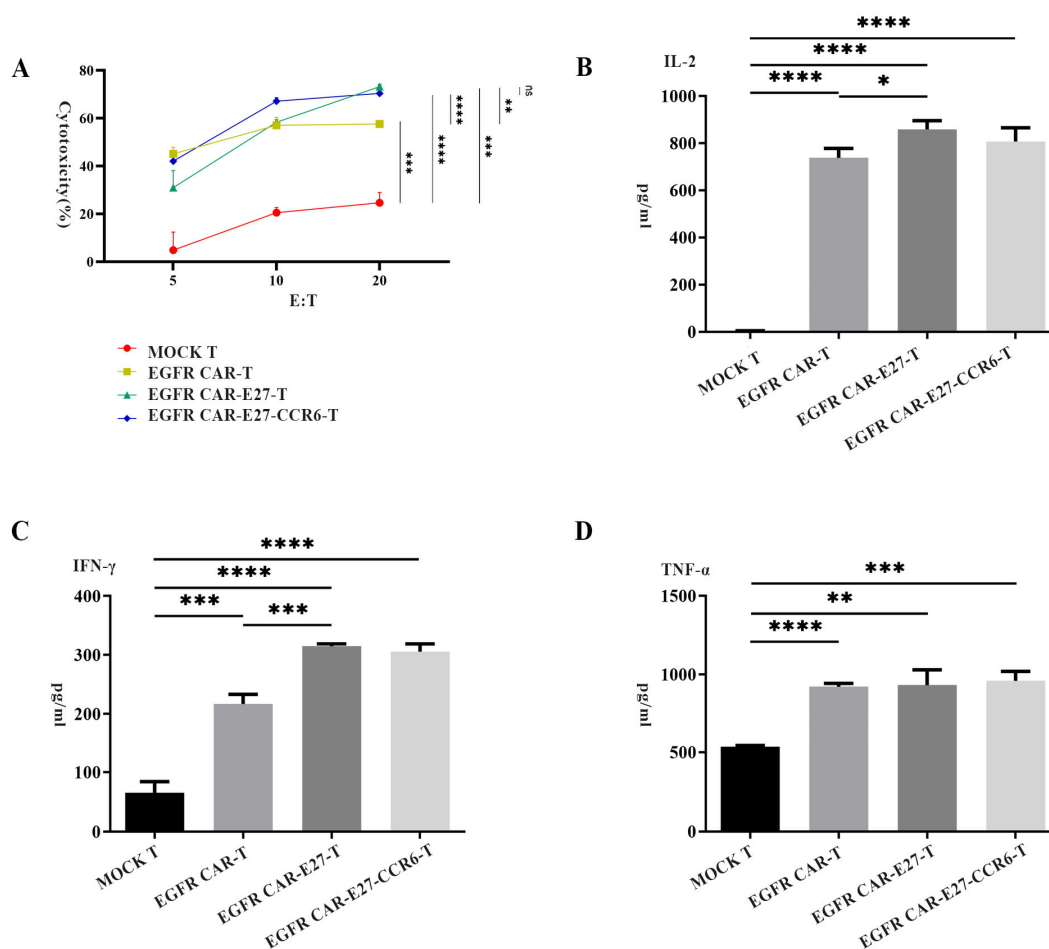 A
80
60
40
20
0
Cytotoxicity(%)
5
10
20
E:T
***
****
****
***
**
ns
MOCK T
EGFR CAR-T
EGFR CAR-E27-T
EGFR CAR-E27-CCR6-T
B
IL-2
****
****
****
*
1000
800
600
400
200
0
pg/ml
MOCK T
EGFR CAR-T
EGFR CAR-E27-T
EGFR CAR-E27-CCR6-T
C
IFN-γ
****
****
***
***
400
300
200
100
0
pg/ml
MOCK T
EGFR CAR-T
EGFR CAR-E27-T
EGFR CAR-E27-CCR6-T
D
TNF-α
***
**
****
1500
1000
500
0
pg/ml
MOCK T
EGFR CAR-T
EGFR CAR-E27-T
EGFR CAR-E27-CCR6-T